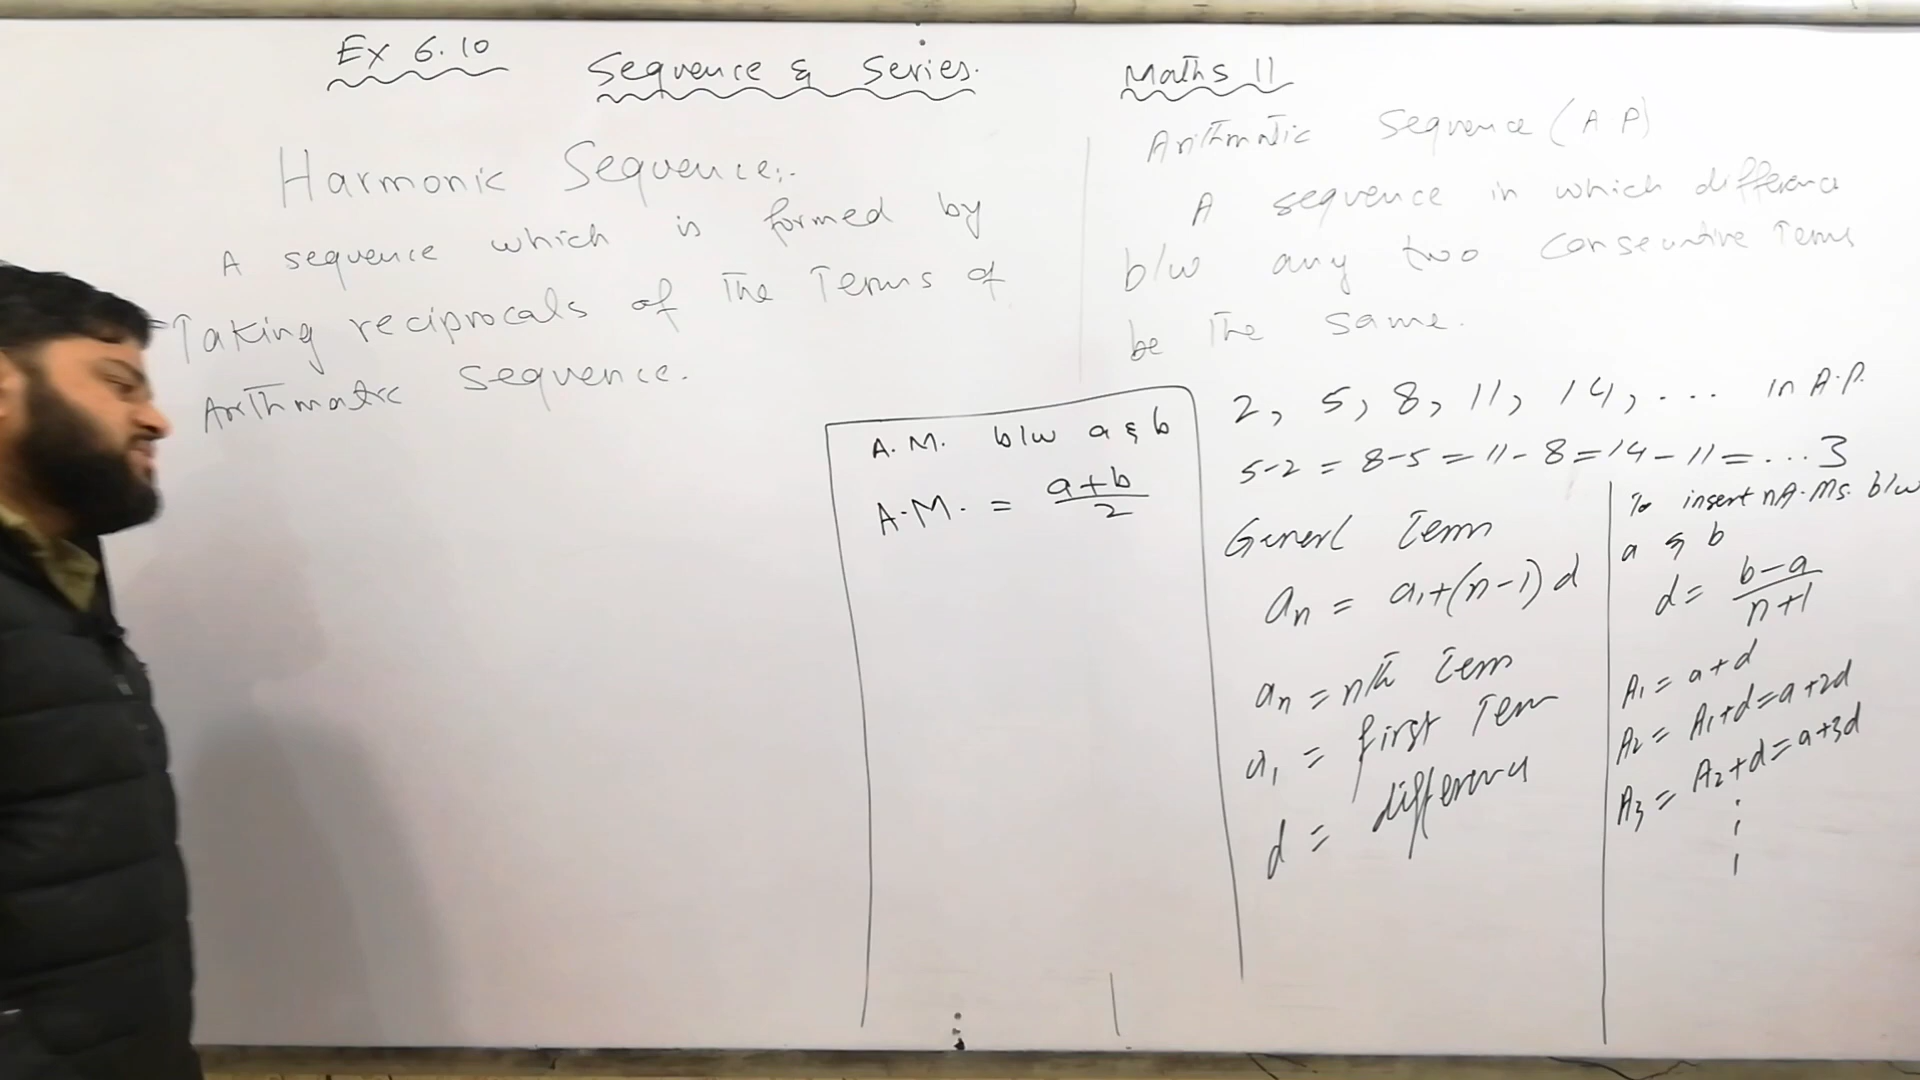 Ex 6.10
Sequence & Series.
Maths 11
Harmonic Sequence:-
A sequence which is formed by
Taking reciprocals of the Terms of
Arithmatic Sequence.
A.M. b/w a & b
A.M. = a+b/2
Arithmatic Sequence (A.P)
A sequence in which difference
b/w any two consecutive Terms
be The same.
2, 5, 8, 11, 14, ... in A.P.
5-2 = 8-5 = 11-8 = 14-11 = ... 3
Generl Term
an = a1+(n-1)d
an = nth Term
a1 = first Term
d = difference
To insert n A.Ms. b/w
a & b
d = b-a/n+1
A1 = a+d
A2 = A1+d = a+2d
A3 = A2+d = a+3d